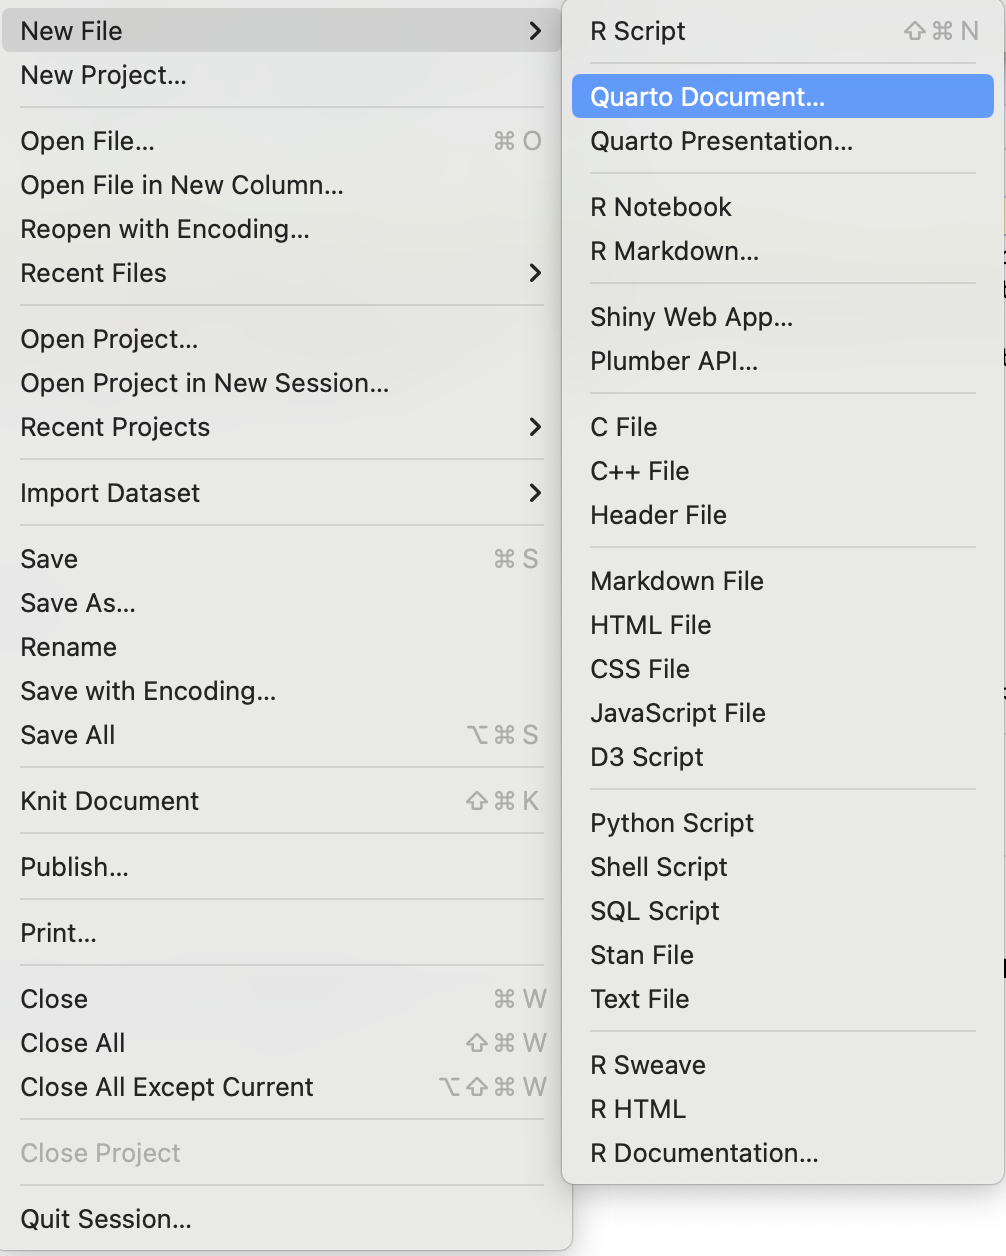 New File
New Project...
Open File... ⌘ O
Open File in New Column...
Reopen with Encoding...
Recent Files
Open Project...
Open Project in New Session...
Recent Projects
Import Dataset
Save ⌘ S
Save As...
Rename
Save with Encoding...
Save All ⌥⌘ S
Knit Document ⇧⌘ K
Publish...
Print...
Close ⌘ W
Close All ⇧⌘ W
Close All Except Current ⌥⇧⌘ W
Close Project
Quit Session...
R Script ⇧⌘ N
Quarto Document...
Quarto Presentation...
R Notebook
R Markdown...
Shiny Web App...
Plumber API...
C File
C++ File
Header File
Markdown File
HTML File
CSS File
JavaScript File
D3 Script
Python Script
Shell Script
SQL Script
Stan File
Text File
R Sweave
R HTML
R Documentation...